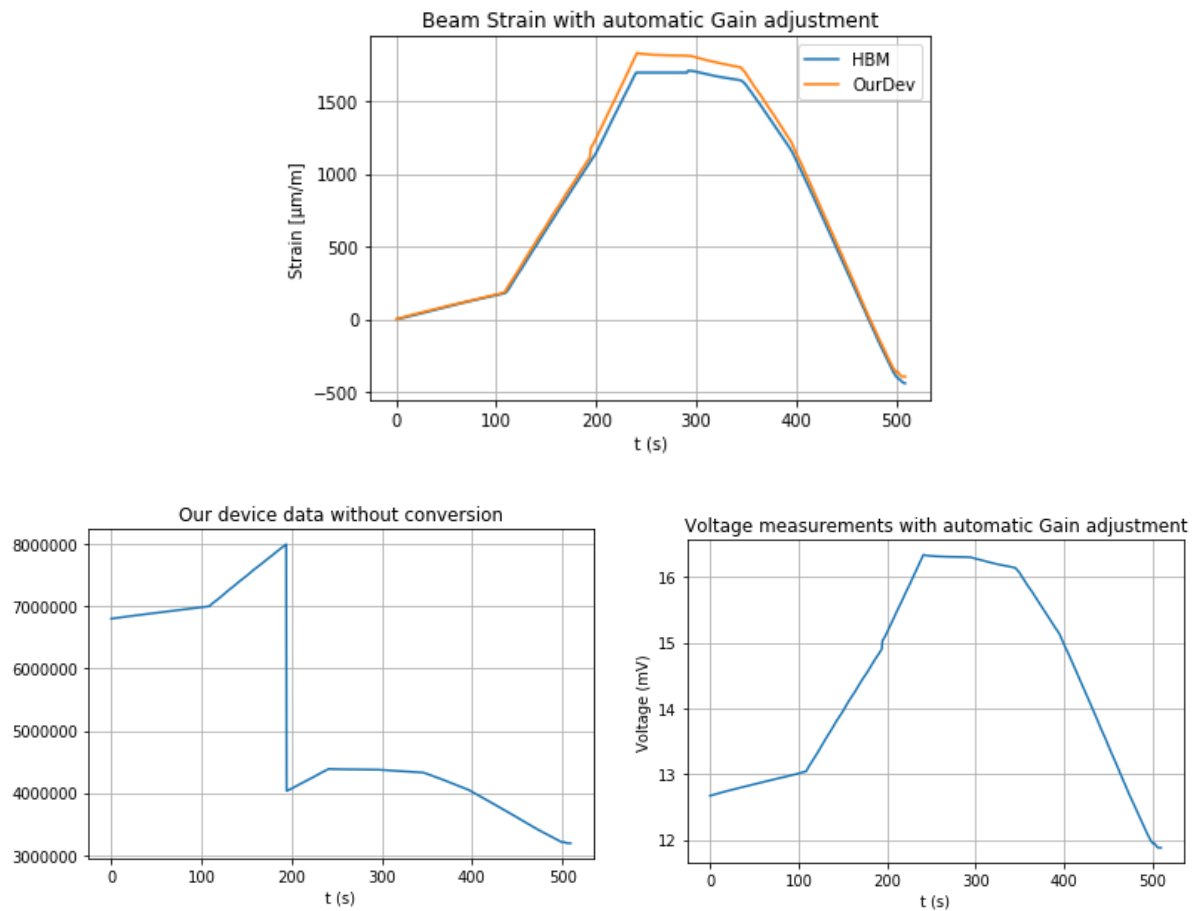 Beam Strain with automatic Gain adjustment
HBM
OurDev
1500
1000
500
0
−500
Strain [μm/m]
0 100 200 300 400 500
t (s)
Our device data without conversion
8000000
7000000
6000000
5000000
4000000
3000000
0 100 200 300 400 500
t (s)
Voltage measurements with automatic Gain adjustment
16
15
14
13
12
Voltage (mV)
0 100 200 300 400 500
t (s)